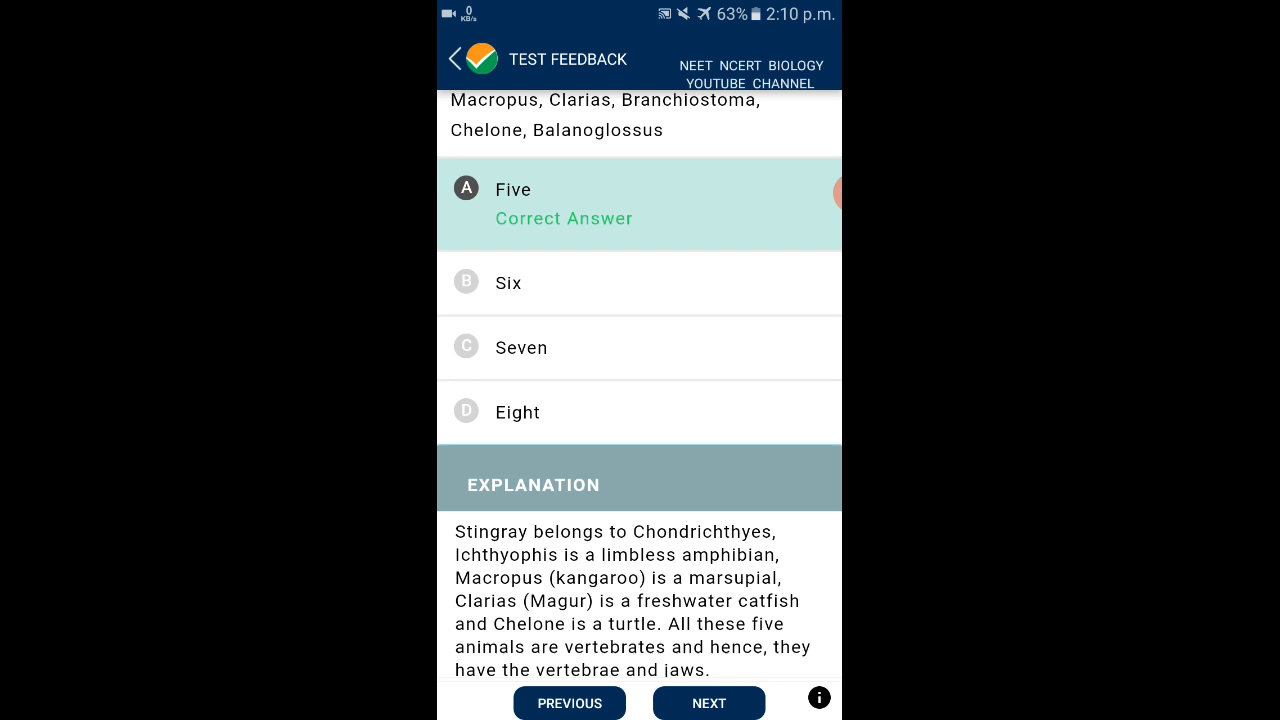 0
KB/s
63% 2:10 p.m.
TEST FEEDBACK
NEET NCERT BIOLOGY
YOUTUBE CHANNEL
Macropus, Clarias, Branchiostoma,
Chelone, Balanoglossus
A Five
Correct Answer
B Six
C Seven
D Eight
EXPLANATION
Stingray belongs to Chondrichthyes,
Ichthyophis is a limbless amphibian,
Macropus (kangaroo) is a marsupial,
Clarias (Magur) is a freshwater catfish
and Chelone is a turtle. All these five
animals are vertebrates and hence, they
have the vertebrae and jaws.
PREVIOUS NEXT i